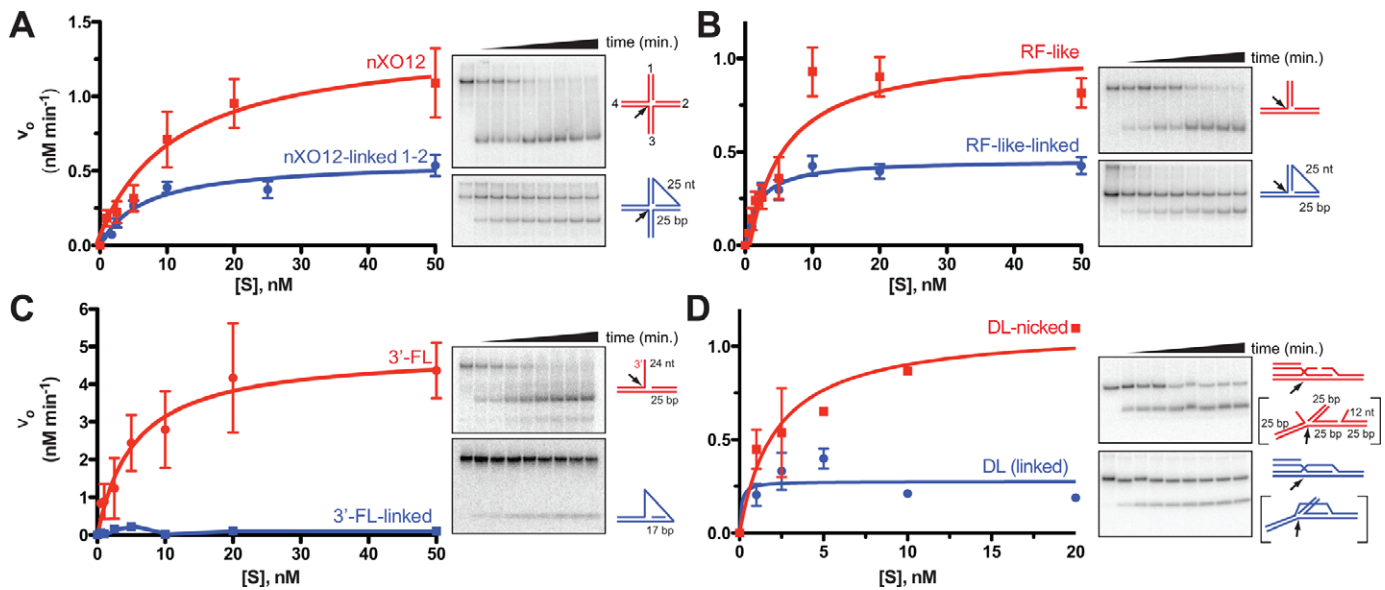 A
1.5
1.0
0.5
0.0
v₀
(nM min⁻¹)
nXO12
nXO12-linked 1-2
0 10 20 30 40 50
[S], nM
time (min.)
1
4 2
3
25 nt
25 bp
B
1.0
0.5
0.0
RF-like
RF-like-linked
0 10 20 30 40 50
[S], nM
time (min.)
25 nt
25 bp
C
6
5
4
3
2
1
0
v₀
(nM min⁻¹)
3'-FL
3'-FL-linked
0 10 20 30 40 50
[S], nM
time (min.)
3' 24 nt
25 bp
17 bp
D
1.0
0.5
0.0
DL-nicked
DL (linked)
0 5 10 15 20
[S], nM
time (min.)
25 bp
25 bp 12 nt
25 bp 25 bp